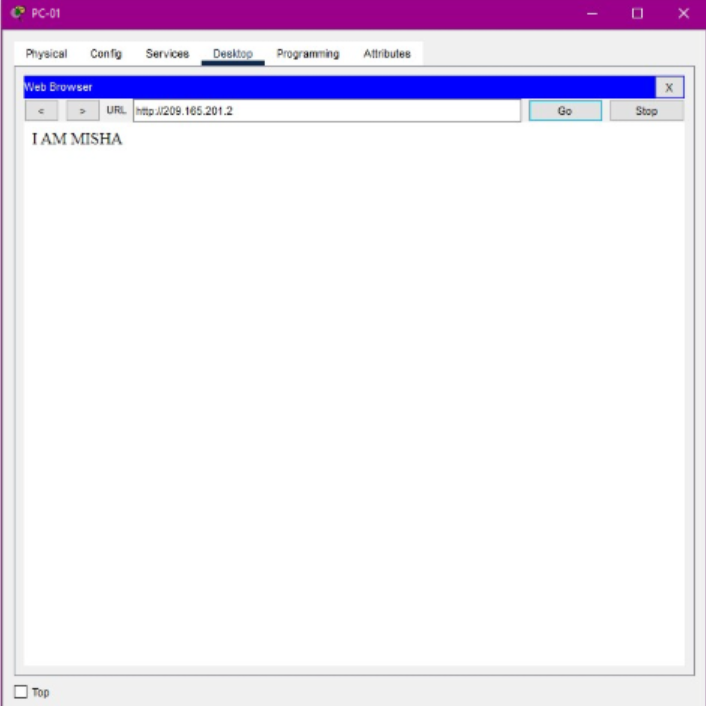 PC-01
Physical Config Services Desktop Programming Attributes
Web Browser X
< > URL http://209.165.201.2 Go Stop
I AM MISHA
Top